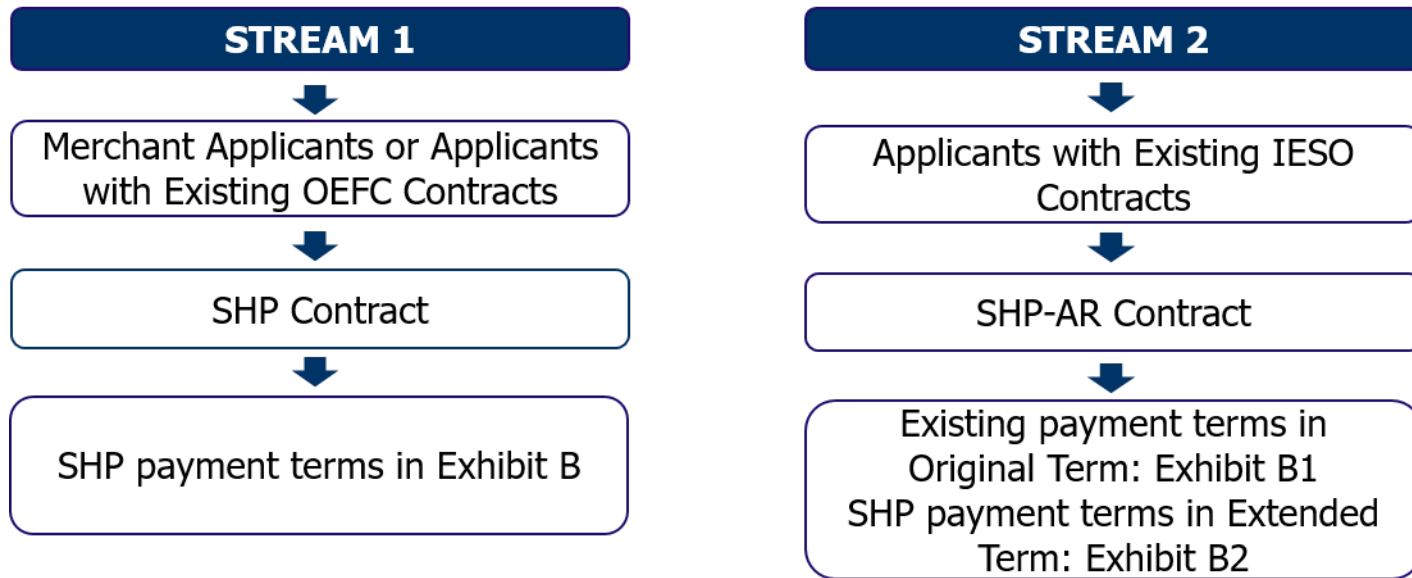 STREAM 1
Merchant Applicants or Applicants
with Existing OEFC Contracts
SHP Contract
SHP payment terms in Exhibit B
STREAM 2
Applicants with Existing IESO
Contracts
SHP-AR Contract
Existing payment terms in
Original Term: Exhibit B1
SHP payment terms in Extended
Term: Exhibit B2